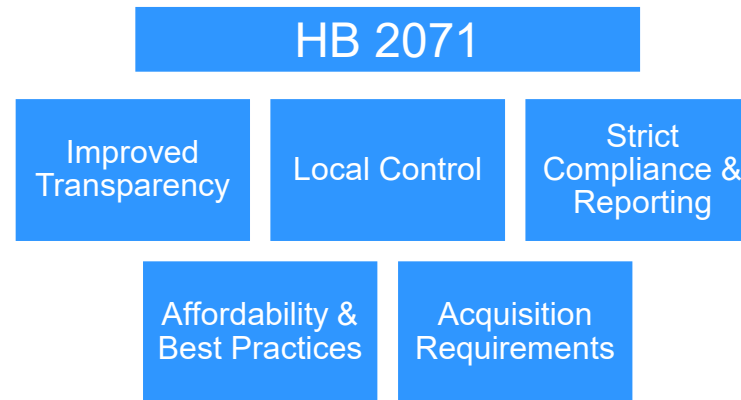 HB 2071
Improved
Transparency
Local Control
Strict
Compliance &
Reporting
Affordability &
Best Practices
Acquisition
Requirements